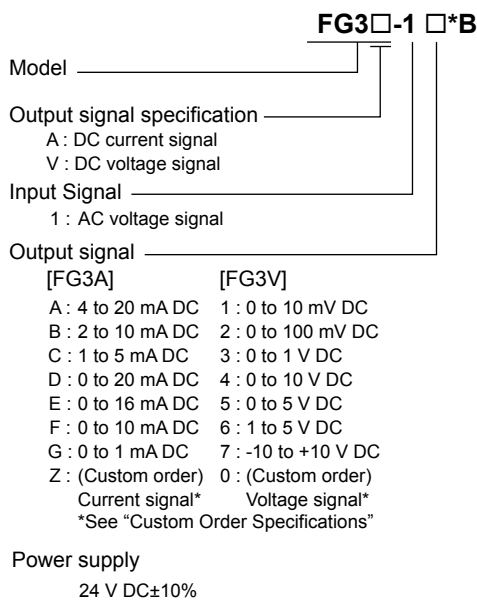 FG3□-1 □*B
Model
Output signal specification
A : DC current signal
V : DC voltage signal
Input Signal
1 : AC voltage signal
Output signal
[FG3A] [FG3V]
A : 4 to 20 mA DC 1 : 0 to 10 mV DC
B : 2 to 10 mA DC 2 : 0 to 100 mV DC
C : 1 to 5 mA DC 3 : 0 to 1 V DC
D : 0 to 20 mA DC 4 : 0 to 10 V DC
E : 0 to 16 mA DC 5 : 0 to 5 V DC
F : 0 to 10 mA DC 6 : 1 to 5 V DC
G : 0 to 1 mA DC 7 : -10 to +10 V DC
Z : (Custom order) 0 : (Custom order)
Current signal* Voltage signal*
*See “Custom Order Specifications”
Power supply
24 V DC±10%